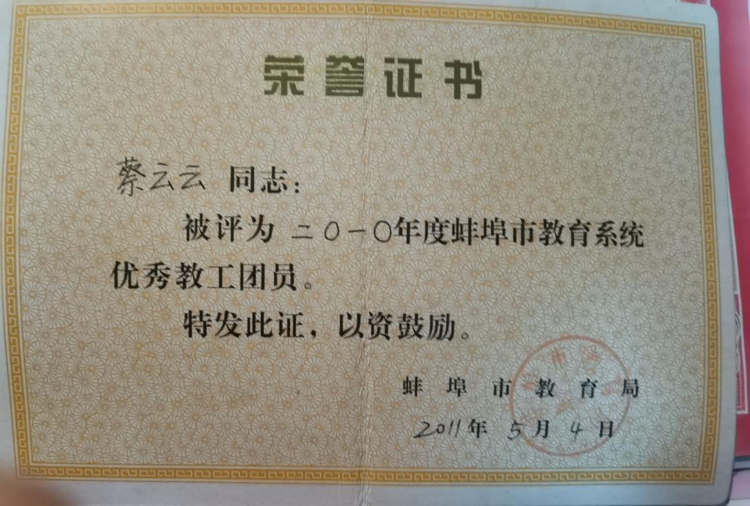 荣誉证书
蔡云云 同志：
被评为 二〇一〇年度蚌埠市教育系统
优秀教工团员。
特发此证，以资鼓励。
蚌埠市教育局
2011年 5月 4日